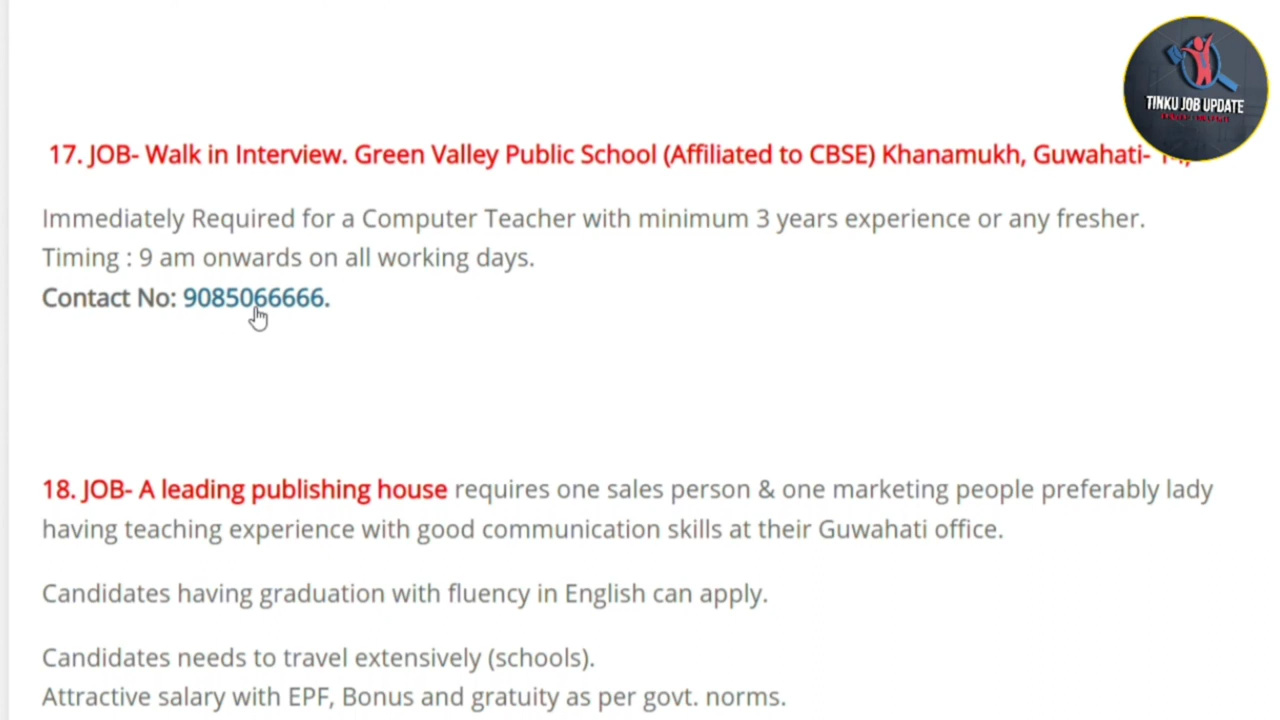 TINKU JOB UPDATE
17. JOB- Walk in Interview. Green Valley Public School (Affiliated to CBSE) Khanamukh, Guwahati-
Immediately Required for a Computer Teacher with minimum 3 years experience or any fresher.
Timing : 9 am onwards on all working days.
Contact No: 9085066666.
18. JOB- A leading publishing house requires one sales person & one marketing people preferably lady
having teaching experience with good communication skills at their Guwahati office.
Candidates having graduation with fluency in English can apply.
Candidates needs to travel extensively (schools).
Attractive salary with EPF, Bonus and gratuity as per govt. norms.